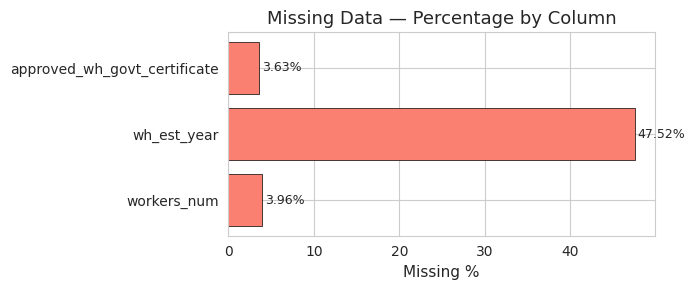 Missing Data — Percentage by Column
approved_wh_govt_certificate
3.63%
wh_est_year
47.52%
workers_num
3.96%
0 10 20 30 40
Missing %